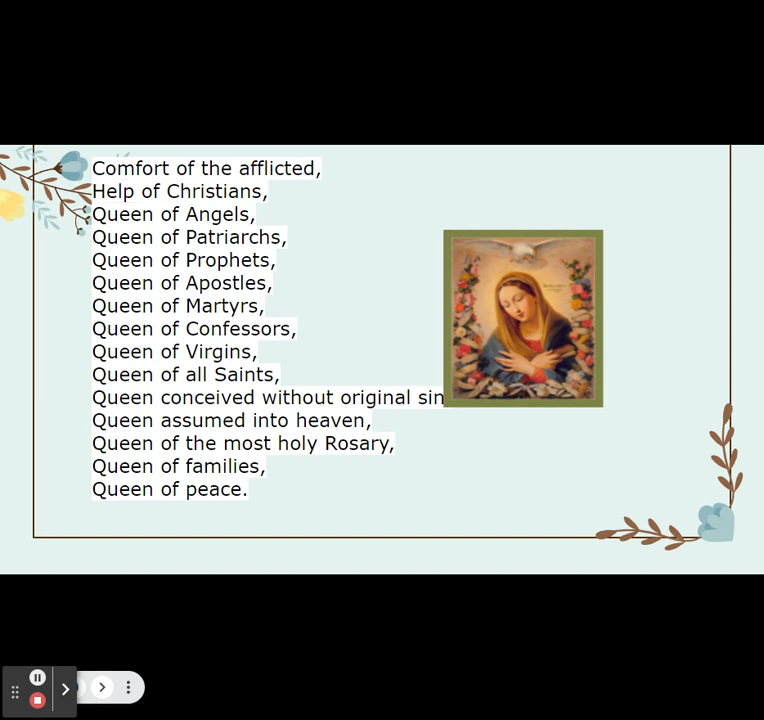 Comfort of the afflicted,
Help of Christians,
Queen of Angels,
Queen of Patriarchs,
Queen of Prophets,
Queen of Apostles,
Queen of Martyrs,
Queen of Confessors,
Queen of Virgins,
Queen of all Saints,
Queen conceived without original sin
Queen assumed into heaven,
Queen of the most holy Rosary,
Queen of families,
Queen of peace.